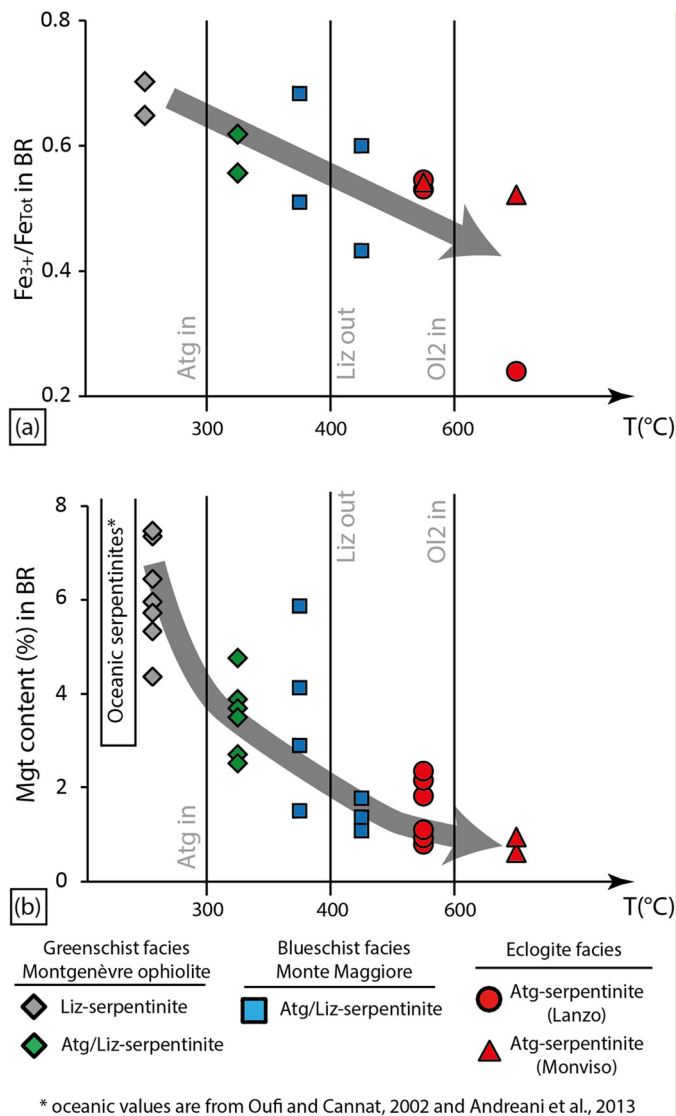 0.8
0.6
0.4
0.2
Fe3+/FeTot in BR
Atg in
Liz out
Ol2 in
(a)
300
400
600
T(°C)
8
6
4
2
0
Mgt content (%) in BR
Oceanic serpentinites*
Atg in
Liz out
Ol2 in
(b)
300
400
600
T(°C)
Greenschist facies
Montgenèvre ophiolite
Liz-serpentinite
Atg/Liz-serpentinite
Blueschist facies
Monte Maggiore
Atg/Liz-serpentinite
Eclogite facies
Atg-serpentinite
(Lanzo)
Atg-serpentinite
(Monviso)
* oceanic values are from Oufi and Cannat, 2002 and Andreani et al., 2013